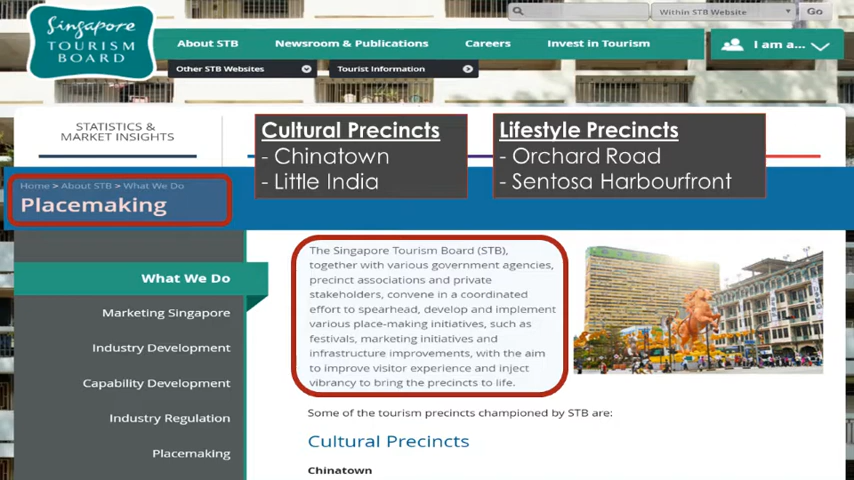 Singapore
TOURISM
BOARD
Within STB Website
Go
About STB
Newsroom & Publications
Careers
Invest in Tourism
I am a...
Other STB Websites
Tourist Information
STATISTICS &
MARKET INSIGHTS
Cultural Precincts
- Chinatown
- Little India
Lifestyle Precincts
- Orchard Road
- Sentosa Harbourfront
Home > About STB > What We Do
Placemaking
What We Do
Marketing Singapore
Industry Development
Capability Development
Industry Regulation
Placemaking
The Singapore Tourism Board (STB),
together with various government agencies,
precinct associations and private
stakeholders, convene in a coordinated
effort to spearhead, develop and implement
various place-making initiatives, such as
festivals, marketing initiatives and
infrastructure improvements, with the aim
to improve visitor experience and inject
vibrancy to bring the precincts to life.
Some of the tourism precincts championed by STB are:
Cultural Precincts
Chinatown